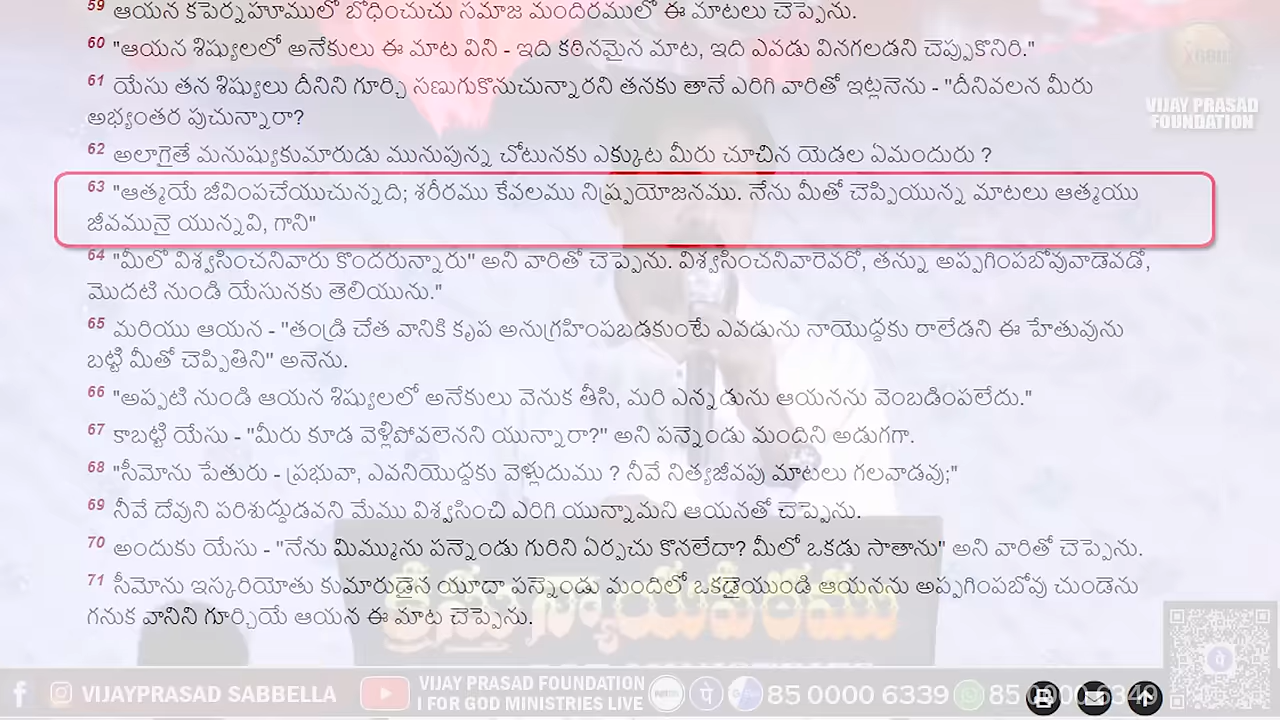 59 ఆయన కపెర్నహూములో బోధించుచు సమాజ మందిరములో ఈ మాటలు చెప్పెను.
60 "ఆయన శిష్యులలో అనేకులు ఈ మాట విని - ఇది కఠినమైన మాట, ఇది ఎవడు వినగలడని చెప్పుకొనిరి."
61 యేసు తన శిష్యులు దీనిని గూర్చి సణుగుకొనుచున్నారని తనకు తానే ఎరిగి వారితో ఇట్లనెను - "దీనివలన మీరు
అభ్యంతర పుచున్నారా?
VIJAY PRASAD
FOUNDATION
62 అలాగైతే మనుష్యకుమారుడు మునుపున్న చోటునకు ఎక్కుట మీరు చూచిన యెడల ఏమందురు ?
63 "ఆత్మయే జీవింపచేయుచున్నది; శరీరము కేవలము నిష్ప్రయోజనము. నేను మీతో చెప్పియున్న మాటలు ఆత్మయు
జీవమునై యున్నవి, గాని"
64 "మీలో విశ్వసించనివారు కొందరున్నారు" అని వారితో చెప్పెను. విశ్వసించనివారెవరో, తన్ను అప్పగింపబోవువాడెవడో,
మొదటి నుండి యేసునకు తెలియును."
65 మరియు ఆయన - "తండ్రి చేత వానికి కృప అనుగ్రహింపబడకుంటే ఎవడును నాయొద్దకు రాలేడని ఈ హేతువును
బట్టి మీతో చెప్పితిని" అనెను.
66 "అప్పటి నుండి ఆయన శిష్యులలో అనేకులు వెనుక తీసి, మరి ఎన్నడును ఆయనను వెంబడింపలేదు."
67 కాబట్టి యేసు - "మీరు కూడ వెళ్లిపోవలెనని యున్నారా?" అని పన్నెండు మందిని అడుగగా.
68 "సీమోను పేతురు - ప్రభువా, ఎవనియొద్దకు వెళ్లుదుము ? నీవే నిత్యజీవపు మాటలు గలవాడవు;"
69 నీవే దేవుని పరిశుద్ధుడవని మేము విశ్వసించి ఎరిగి యున్నామని ఆయనతో చెప్పెను.
70 అందుకు యేసు - "నేను మిమ్మును పన్నెండు గురిని ఏర్పచు కొనలేదా? మీలో ఒకడు సాతాను" అని వారితో చెప్పెను.
71 సీమోను ఇస్కరియోతు కుమారుడైన యూదా పన్నెండు మందిలో ఒకడైయుండి ఆయనను అప్పగింపబోవు చుండెను
గనుక వానిని గూర్చియే ఆయన ఈ మాట చెప్పెను.
VIJAYPRASAD SABBELLA
VIJAY PRASAD FOUNDATION
I FOR GOD MINISTRIES LIVE
85 0000 6339
85 0000 6349